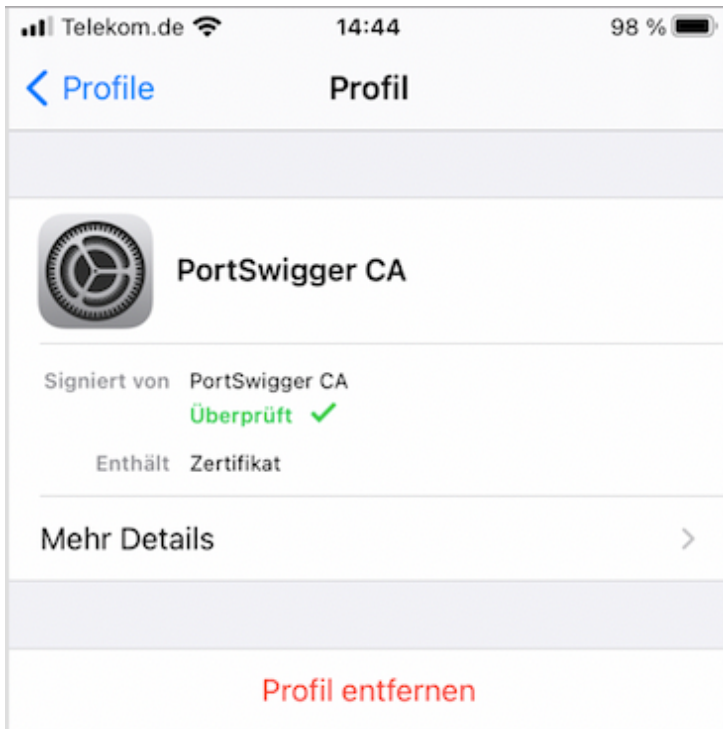 Telekom.de 14:44 98 %
Profile Profil
PortSwigger CA
Signiert von PortSwigger CA
Überprüft
Enthält Zertifikat
Mehr Details
Profil entfernen